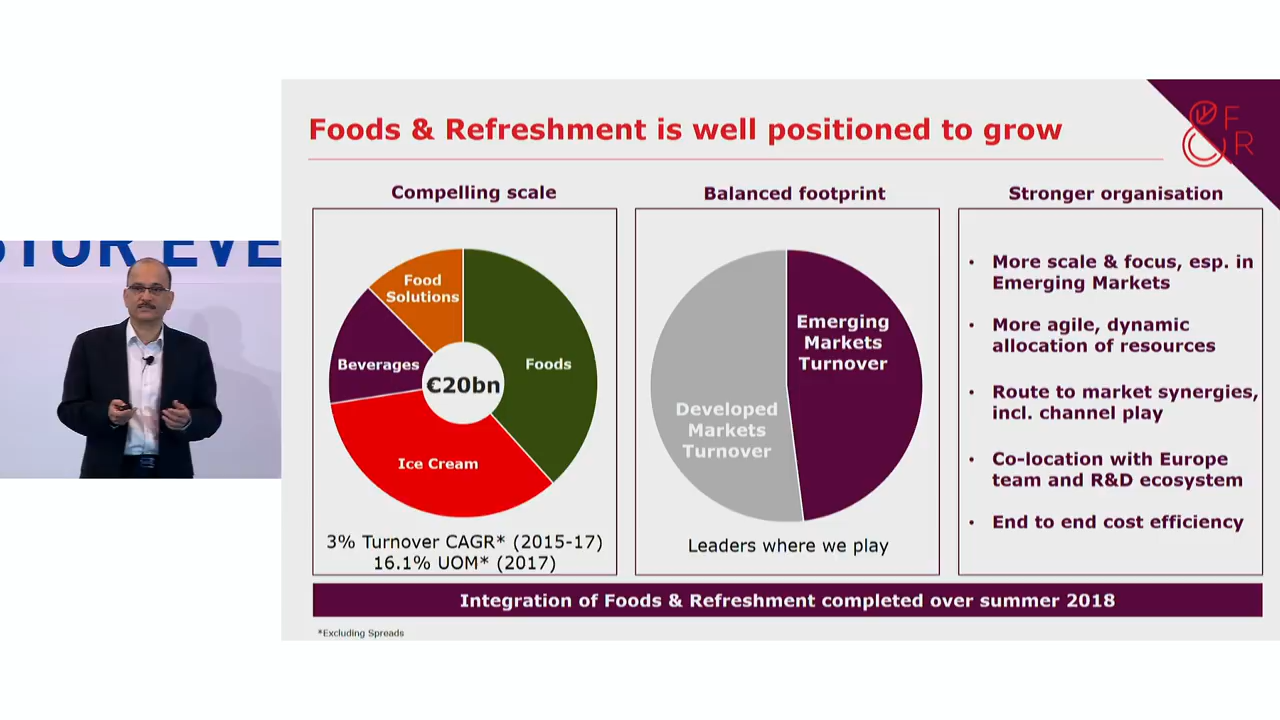 Foods & Refreshment is well positioned to grow
& F
R
Compelling scale
Food
Solutions
Beverages
€20bn
Foods
Ice Cream
3% Turnover CAGR* (2015-17)
16.1% UOM* (2017)
Balanced footprint
Emerging
Markets
Turnover
Developed
Markets
Turnover
Leaders where we play
Stronger organisation
• More scale & focus, esp. in
Emerging Markets
• More agile, dynamic
allocation of resources
• Route to market synergies,
incl. channel play
• Co-location with Europe
team and R&D ecosystem
• End to end cost efficiency
Integration of Foods & Refreshment completed over summer 2018
*Excluding Spreads